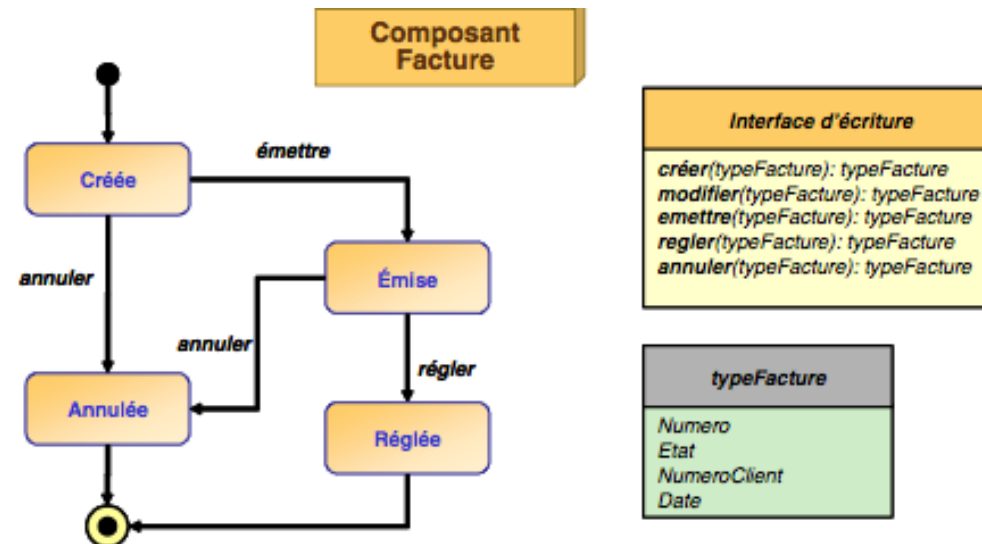 Composant
Facture
Créée
émettre
annuler
Émise
annuler
régler
Annulée
Réglée
Interface d'écriture
créer(typeFacture): typeFacture
modifier(typeFacture): typeFacture
emettre(typeFacture): typeFacture
regler(typeFacture): typeFacture
annuler(typeFacture): typeFacture
typeFacture
Numero
Etat
NumeroClient
Date